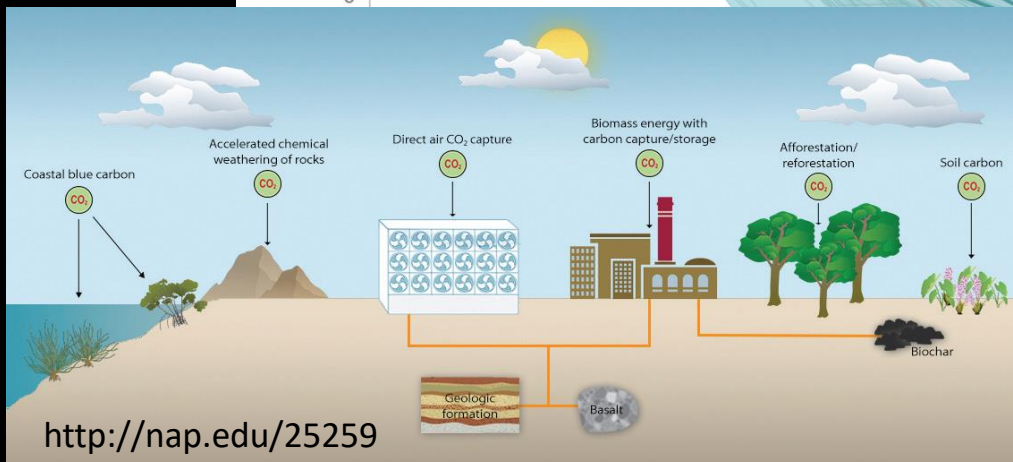 Coastal blue carbon
CO₂
Accelerated chemical
weathering of rocks
CO₂
Direct air CO₂ capture
CO₂
Biomass energy with
carbon capture/storage
CO₂
Afforestation/
reforestation
CO₂
Soil carbon
CO₂
Biochar
Geologic
formation
Basalt
http://nap.edu/25259